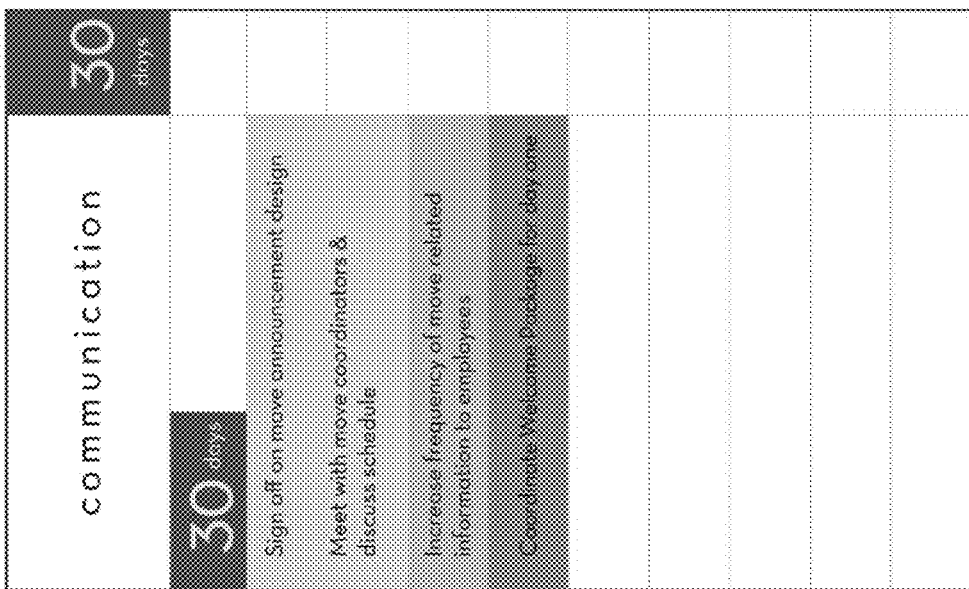 30
days
communication
30 days
Sign off on move announcement design
Meet with move coordinators &
discuss schedule
Increase frequency of move related
information to employees
Coordinate Welcome Package for day one